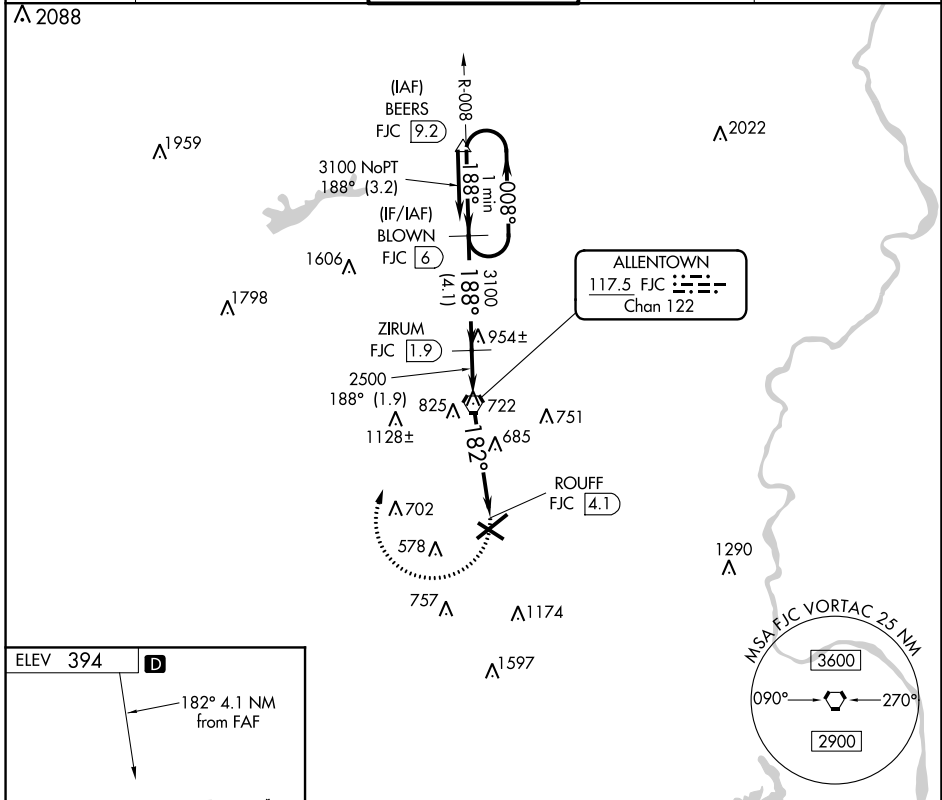 2088
(IAF)
BEERS
FJC 9.2
R-008
1959
2022
3100 NoPT
188° (3.2)
188°
1 min
008°
(IF/IAF)
BLOWN
FJC 6
1606
3100
188°
(4.1)
ALLENTOWN
117.5 FJC
Chan 122
1798
ZIRUM
FJC 1.9
954±
2500
188° (1.9)
825
722
751
1128±
182°
685
ROUFF
FJC 4.1
702
578
1290
757
1174
1597
MSA FJC VORTAC 25 NM
3600
090°
270°
2900
ELEV 394 D
182° 4.1 NM
from FAF